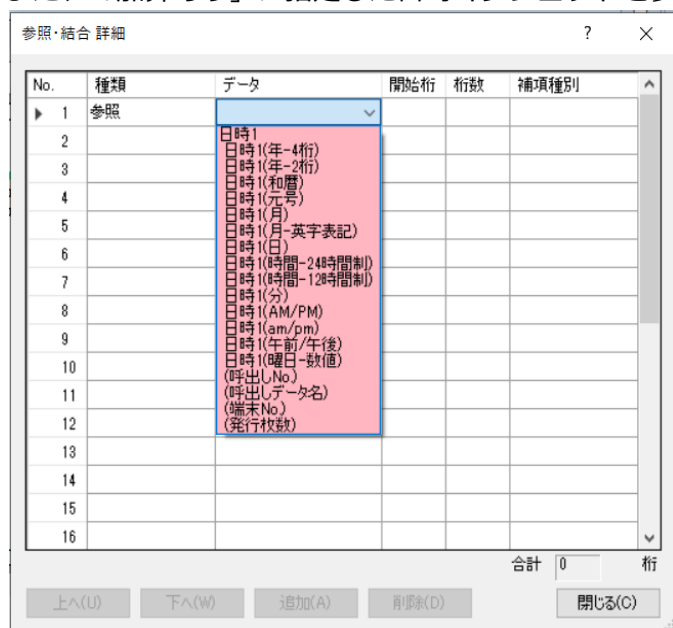 参照・結合 詳細 ? ×
No. 種類 データ 開始桁 桁数 補項種別
1 参照
2
3
4
5
6
7
8
9
10
11
12
13
14
15
16
日時1
日時1(年-4桁)
日時1(年-2桁)
日時1(和暦)
日時1(元号)
日時1(月)
日時1(月-英字表記)
日時1(日)
日時1(時間-24時間制)
日時1(時間-12時間制)
日時1(分)
日時1(AM/PM)
日時1(am/pm)
日時1(午前/午後)
日時1(曜日-数値)
(呼出しNo.)
(呼出しデータ名)
(端末No.)
(発行枚数)
合計 0 桁
上へ(U) 下へ(W) 追加(A) 削除(D) 閉じる(C)